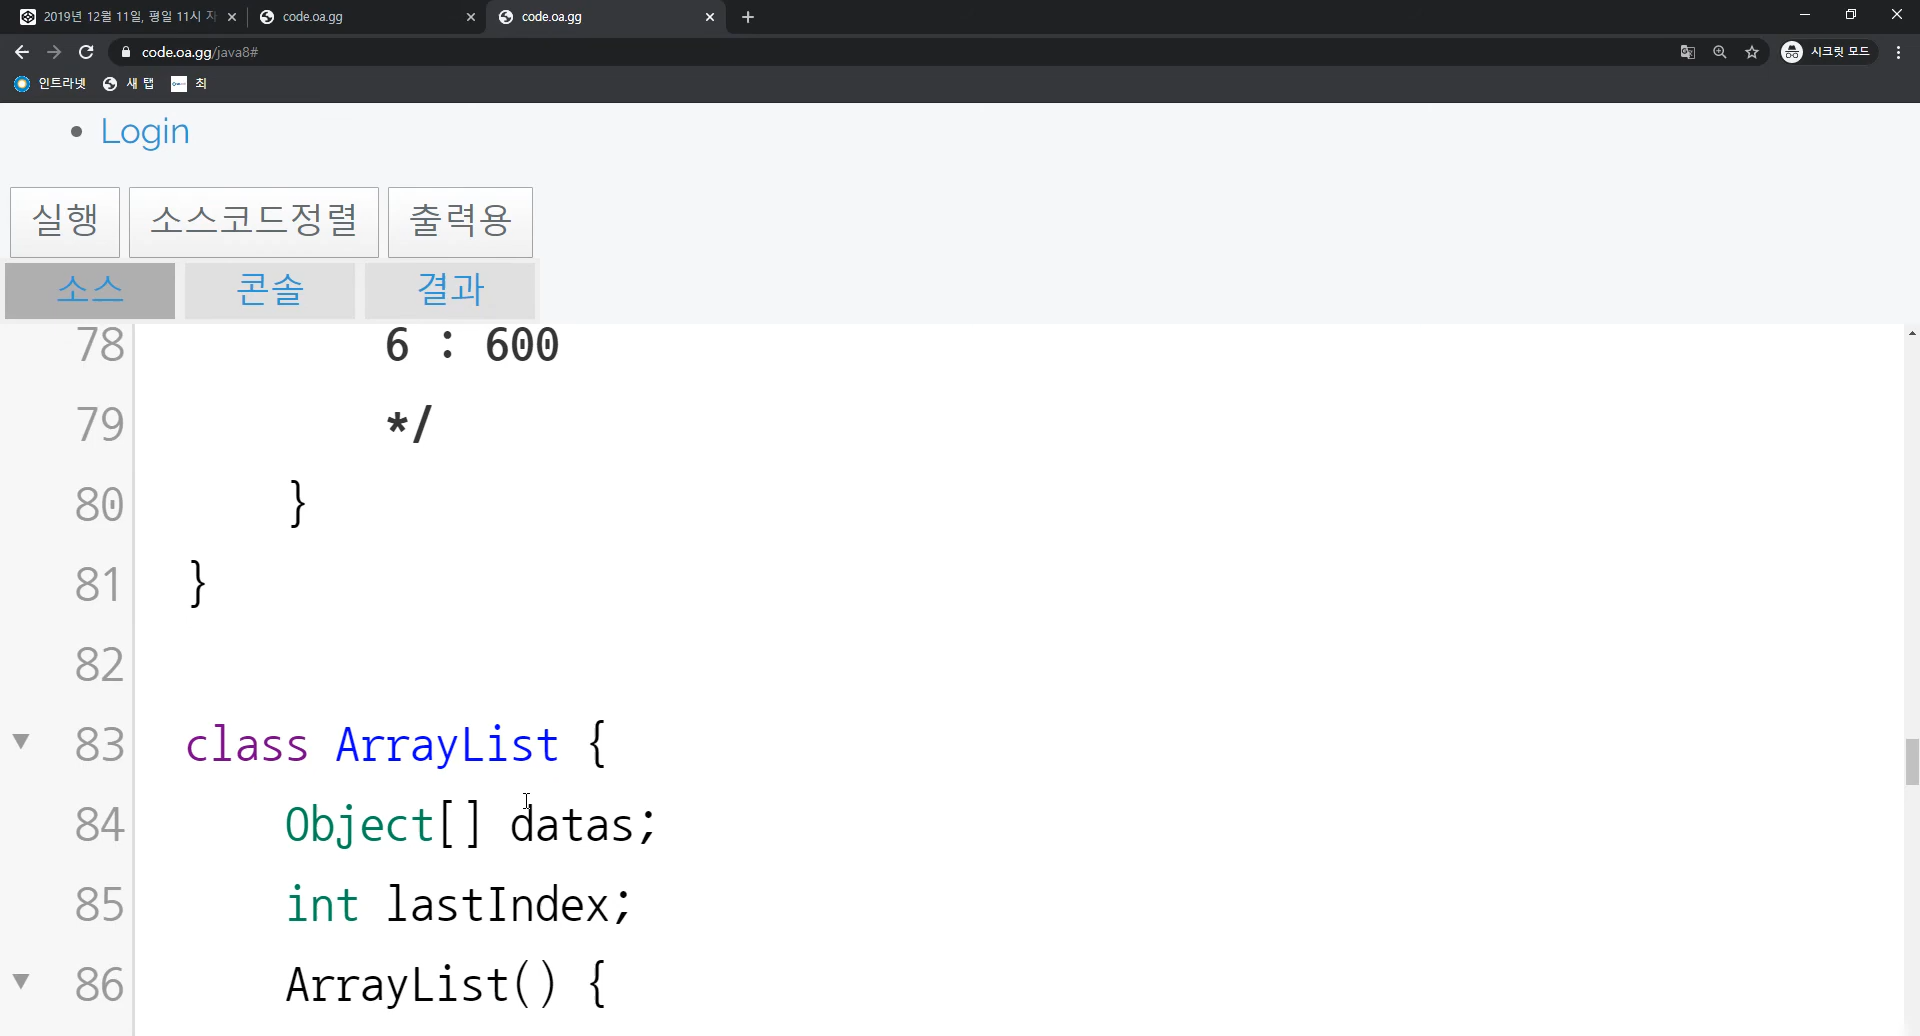 2019년 12월 11일, 평일 11시 자
code.oa.gg
code.oa.gg
code.oa.gg/java8#
시크릿 모드
인트라넷
새 탭
최
Login
실행
소스코드정렬
출력용
소스
콘솔
결과
78 6 : 600
79 */
80 }
81 }
82
83 class ArrayList {
84 Object[] datas;
85 int lastIndex;
86 ArrayList() {